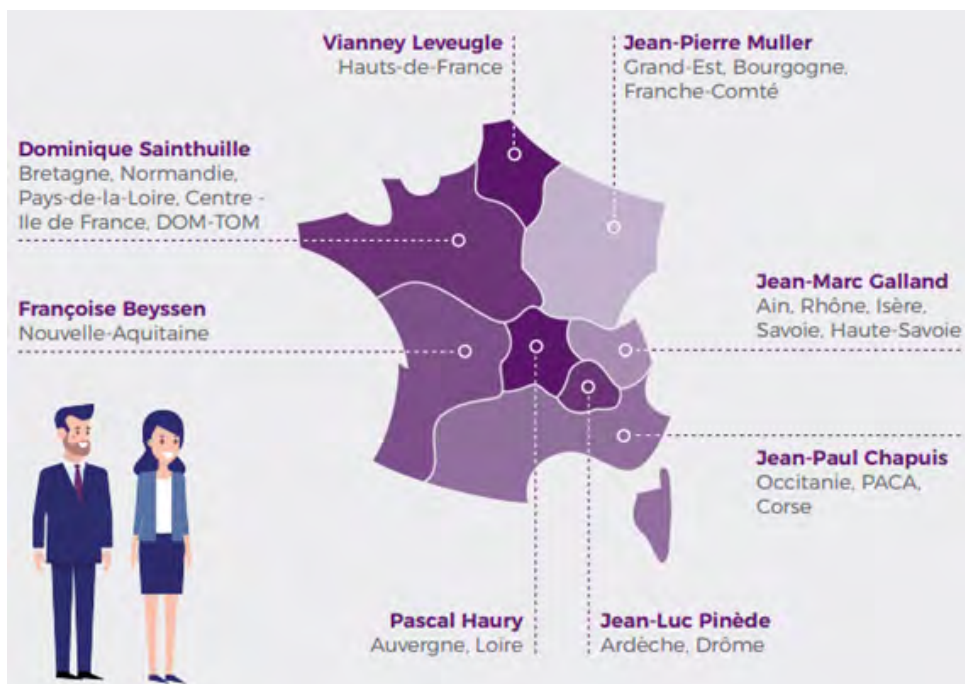 Vianney Leveugle
Hauts-de-France
Jean-Pierre Muller
Grand-Est, Bourgogne,
Franche-Comté
Dominique Sainthuille
Bretagne, Normandie,
Pays-de-la-Loire, Centre -
Ile de France, DOM-TOM
Françoise Beyssen
Nouvelle-Aquitaine
Jean-Marc Galland
Ain, Rhône, Isère,
Savoie, Haute-Savoie
Jean-Paul Chapuis
Occitanie, PACA,
Corse
Pascal Haury
Auvergne, Loire
Jean-Luc Pinède
Ardèche, Drôme